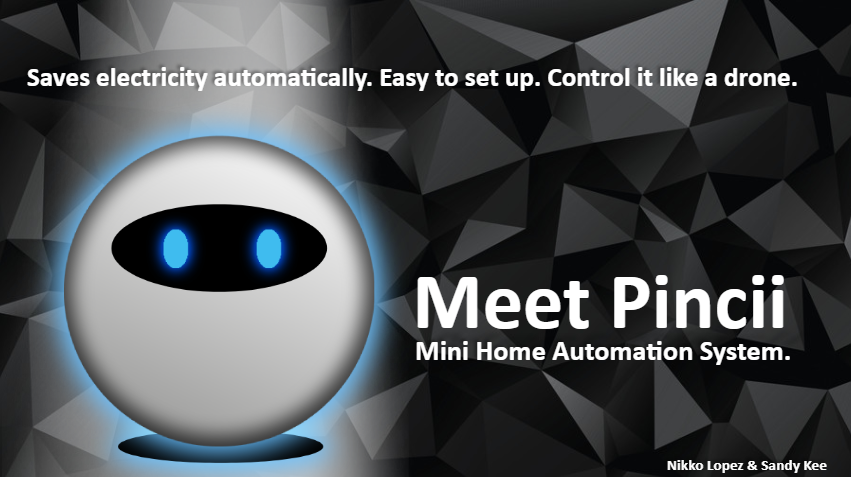 Saves electricity automatically. Easy to set up. Control it like a drone.
Meet Pincii
Mini Home Automation System.
Nikko Lopez & Sandy Kee